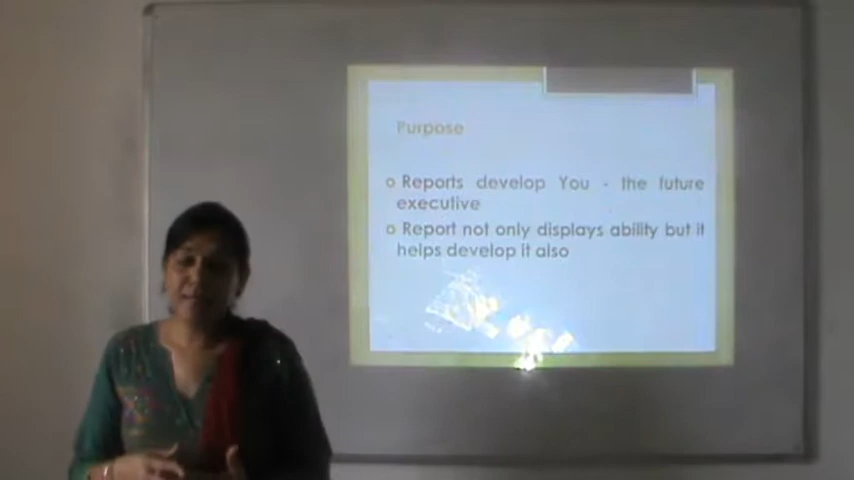 Purpose
o Reports develop You - the future
executive
o Report not only displays ability but it
helps develop it also